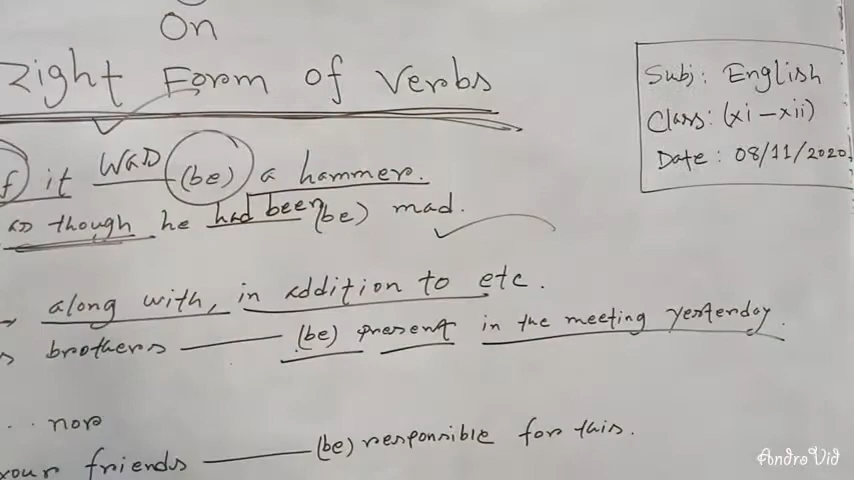 On
Right Form of Verbs
Subj: English
Class: (xi-xii)
Date: 08/11/2020
if it was (be) a hammer.
as though he had been (be) mad.
along with, in addition to etc.
brothers ______ (be) present in the meeting yesterday.
.. nor
your friends ______ (be) responsible for this.
AndroVid